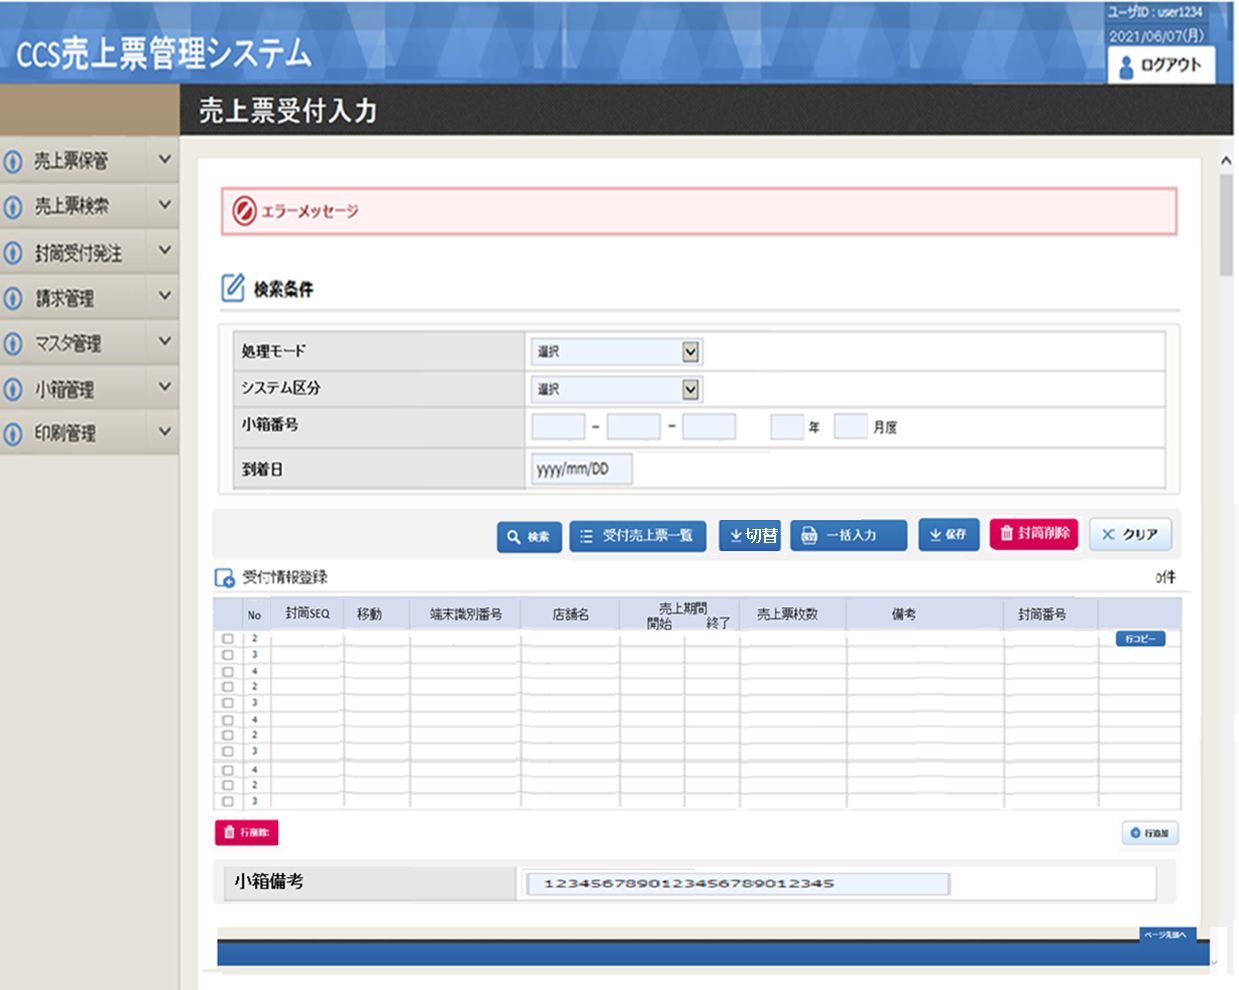 ユーザID : user1234
2021/06/07(月)
CCS売上票管理システム
ログアウト
売上票受付入力
売上票保管
売上票検索
封筒受付発注
請求管理
マスタ管理
小箱管理
印刷管理
エラーメッセージ
検索条件
処理モード 選択
システム区分 選択
小箱番号 － － 年 月度
到着日 yyyy/mm/DD
検索 受付売上票一覧 切替 一括入力 保存 封筒削除 クリア
受付情報登録 0件
No 封筒SEQ 移動 端末識別番号 店舗名 売上期間 開始 終了 売上票枚数 備考 封筒番号
2 行コピー
3
4
2
3
4
2
3
4
2
3
行削除 行追加
小箱備考 1234567890123456789012345
ページ先頭へ